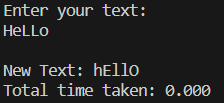 Enter your text:
HeLLo
New Text: hEllO
Total time taken: 0.000